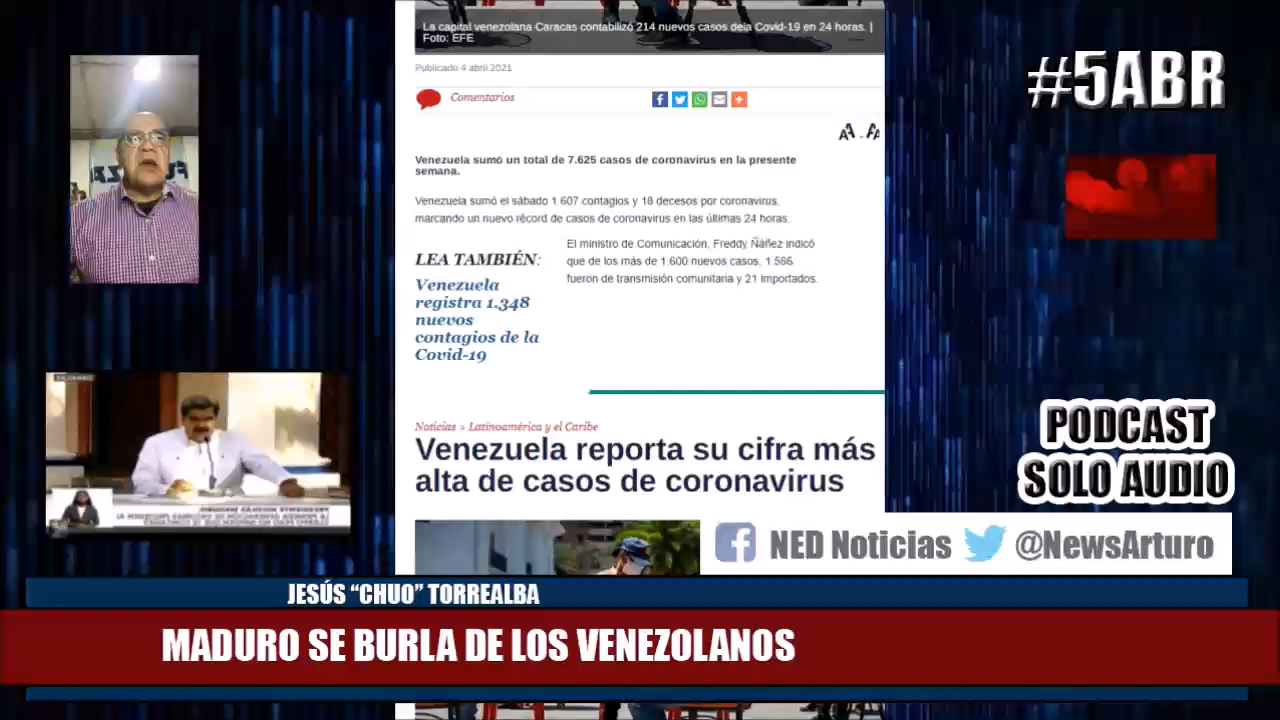 La capital venezolana Caracas contabilizó 214 nuevos casos dela Covid-19 en 24 horas. |
Foto: EFE
Publicado 4 abril 2021
Comentarios
#5ABR
Venezuela sumó un total de 7.625 casos de coronavirus en la presente
semana.
Venezuela sumó el sábado 1 607 contagios y 18 decesos por coronavirus,
marcando un nuevo récord de casos de coronavirus en las últimas 24 horas.
El ministro de Comunicación, Freddy Ñáñez indicó
que de los más de 1.600 nuevos casos, 1 586
fueron de transmisión comunitaria y 21 importados.
LEA TAMBIÉN:
Venezuela
registra 1.348
nuevos
contagios de la
Covid-19
Noticias > Latinoamérica y el Caribe
Venezuela reporta su cifra más
alta de casos de coronavirus
PODCAST
SOLO AUDIO
NED Noticias @NewsArturo
JESÚS “CHUO” TORREALBA
MADURO SE BURLA DE LOS VENEZOLANOS